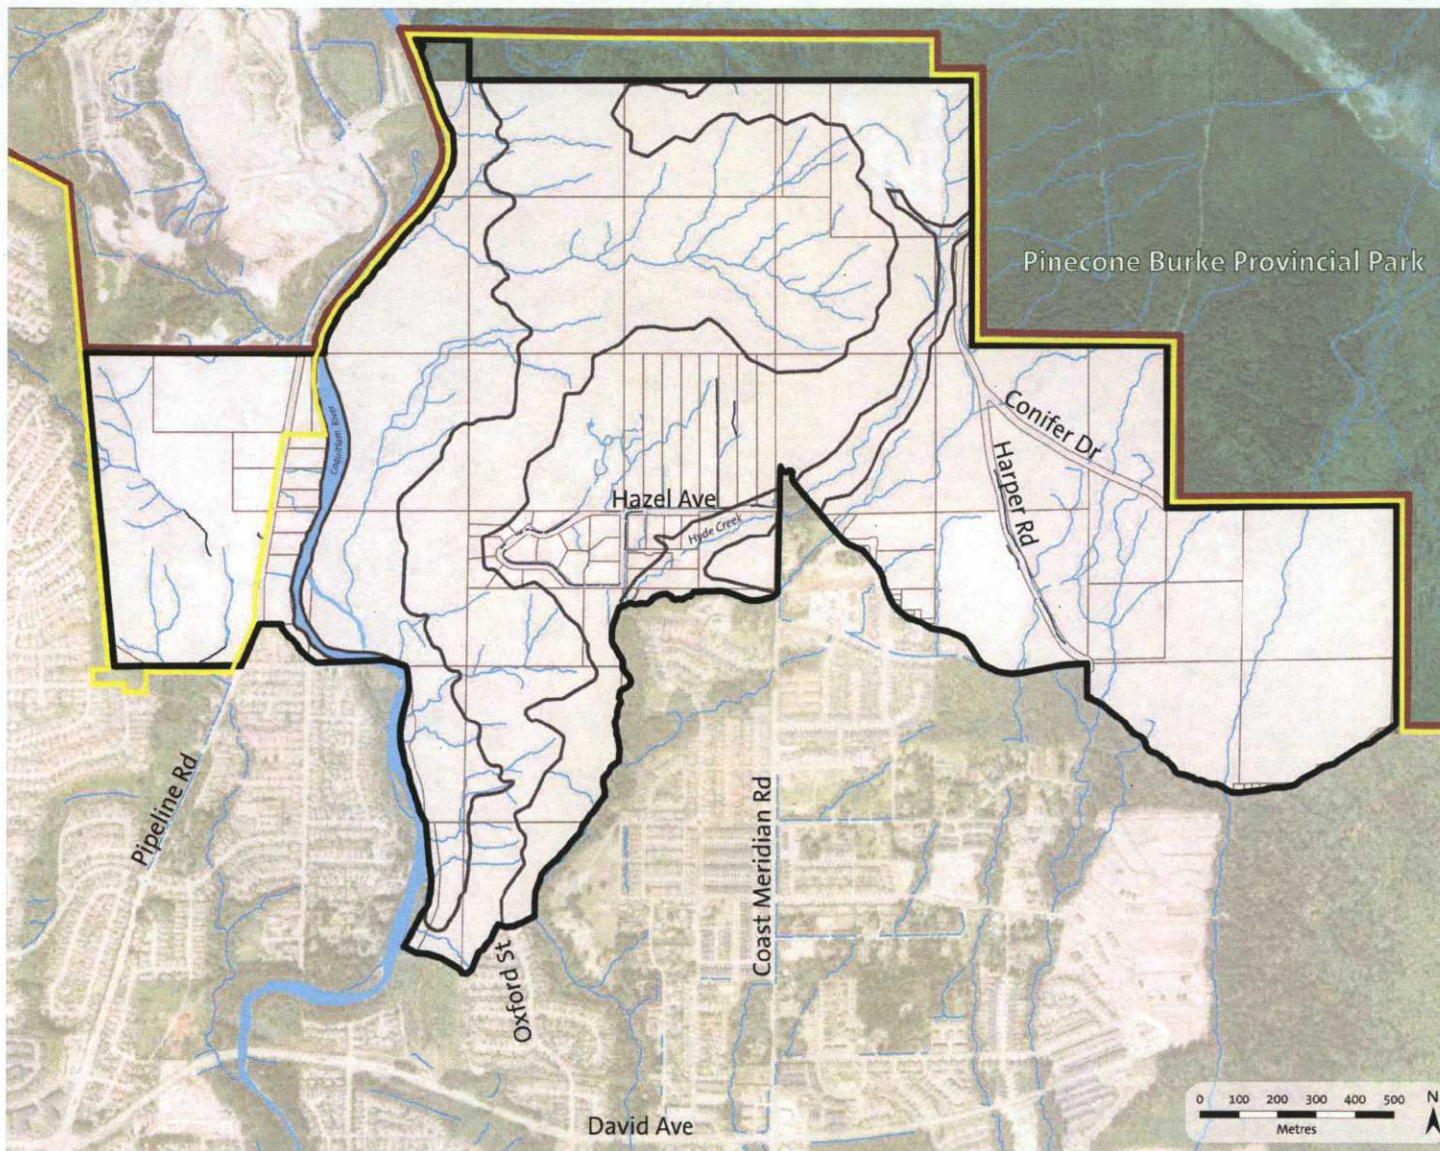 Pinecone Burke Provincial Park
Coquitlam River
Conifer Dr
Harper Rd
Hazel Ave
Hyde Creek
Pipeline Rd
Coast Meridian Rd
Oxford St
David Ave
0 100 200 300 400 500
Metres
N